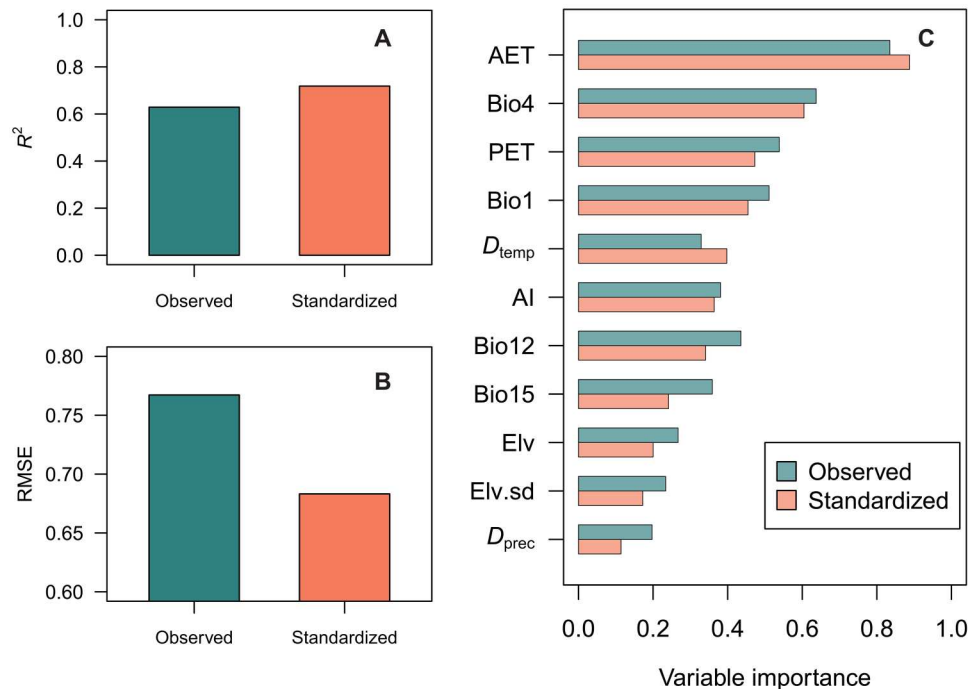 A
R²
1.0
0.8
0.6
0.4
0.2
0.0
Observed Standardized
B
RMSE
0.80
0.75
0.70
0.65
0.60
Observed Standardized
C
AET
Bio4
PET
Bio1
Dtemp
AI
Bio12
Bio15
Elv
Elv.sd
Dprec
Observed
Standardized
0.0 0.2 0.4 0.6 0.8 1.0
Variable importance